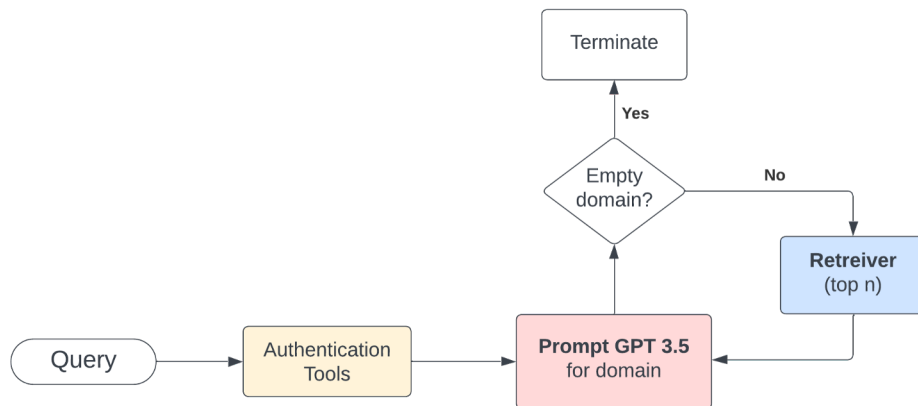 Terminate
Yes
Empty
domain?
No
Retreiver
(top n)
Query
Authentication
Tools
Prompt GPT 3.5
for domain